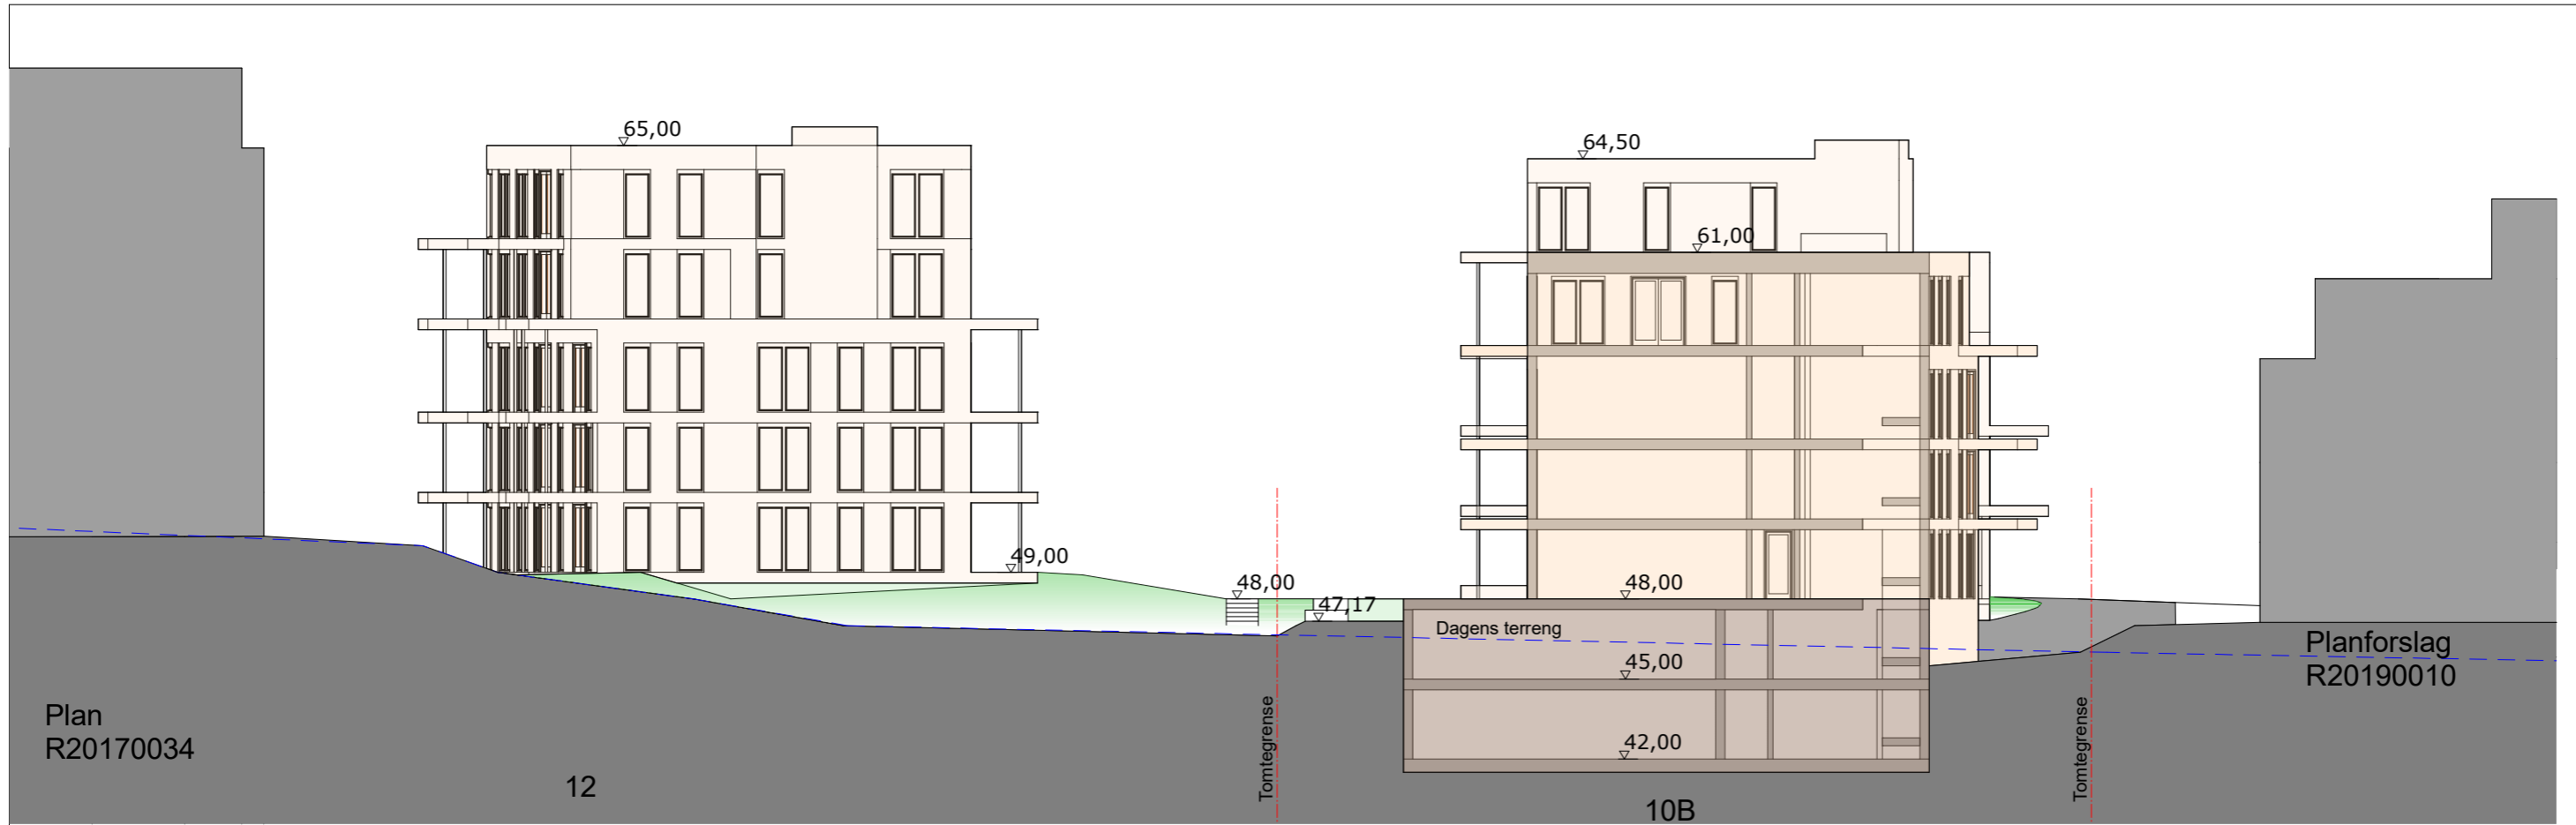 65,00
64,50
61,00
49,00
48,00
48,00
47,17
Dagens terreng
45,00
42,00
Planforslag
R20190010
Plan
R20170034
Tomtegrense
Tomtegrense
12
10B